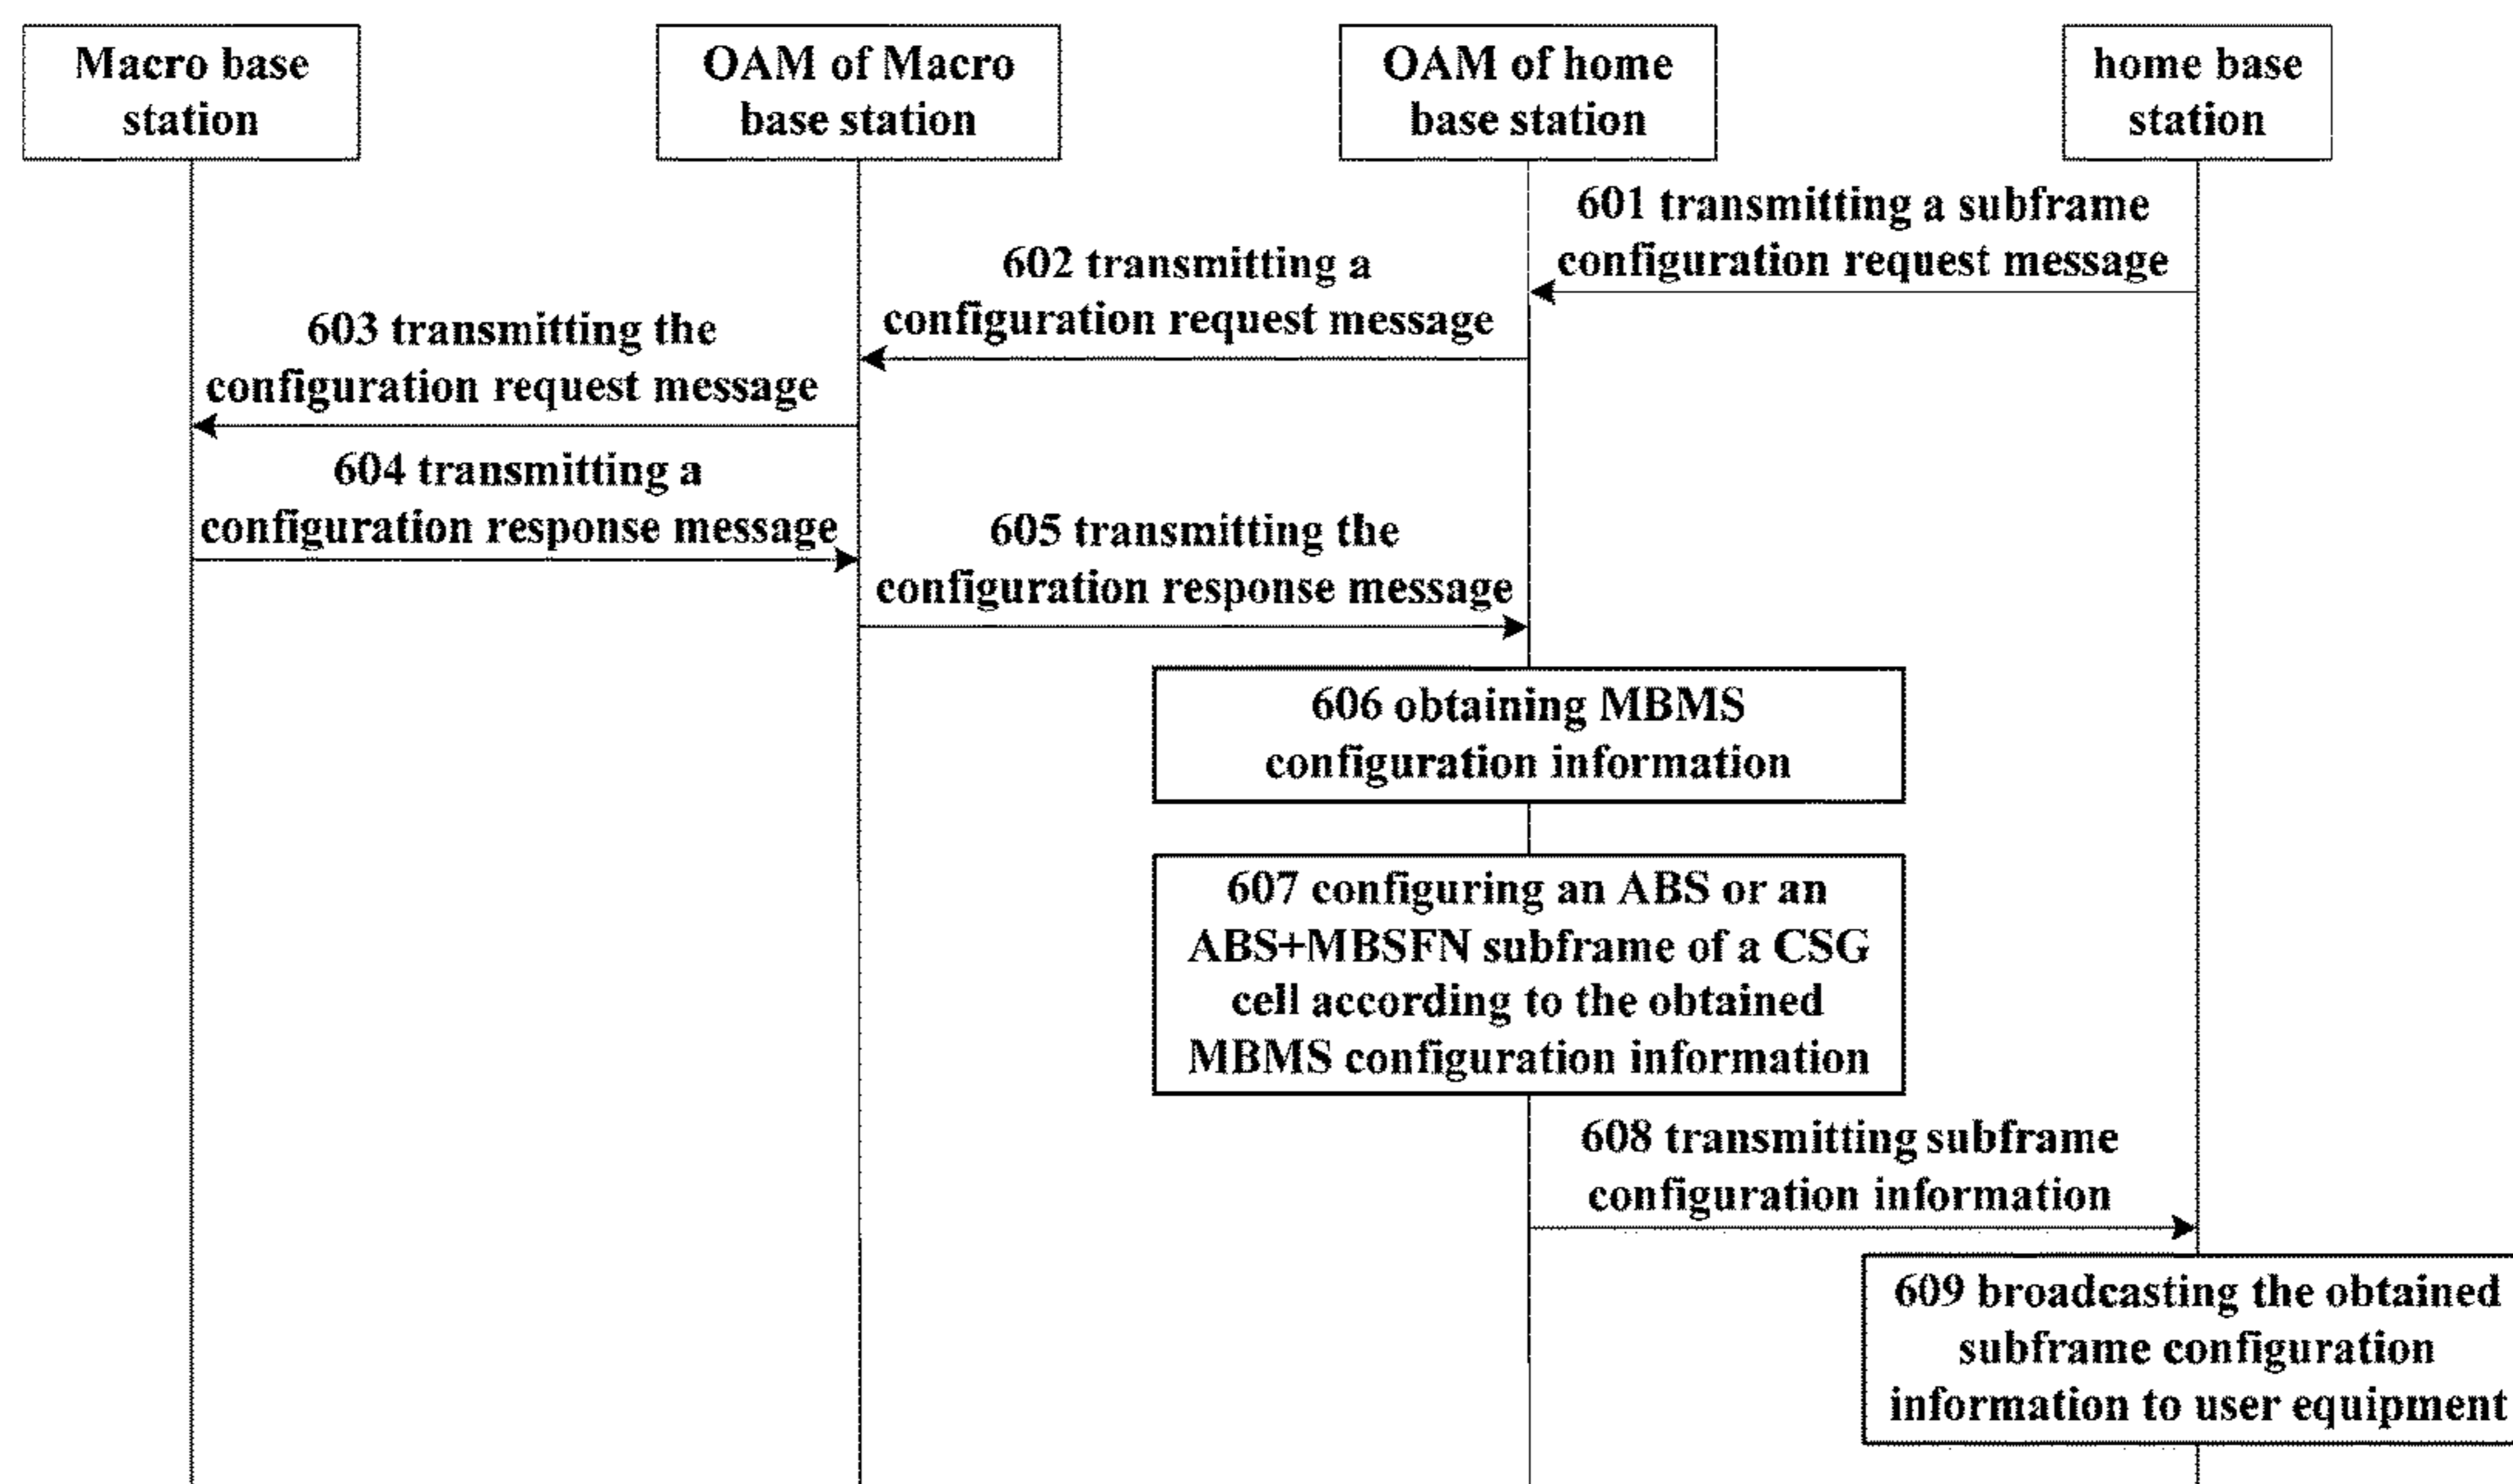 Macro base
station
OAM of Macro
base station
OAM of home
base station
home base
station
601 transmitting a subframe
configuration request message
602 transmitting a
configuration request message
603 transmitting the
configuration request message
604 transmitting a
configuration response message
605 transmitting the
configuration response message
606 obtaining MBMS
configuration information
607 configuring an ABS or an
ABS+MBSFN subframe of a CSG
cell according to the obtained
MBMS configuration information
608 transmitting subframe
configuration information
609 broadcasting the obtained
subframe configuration
information to user equipment